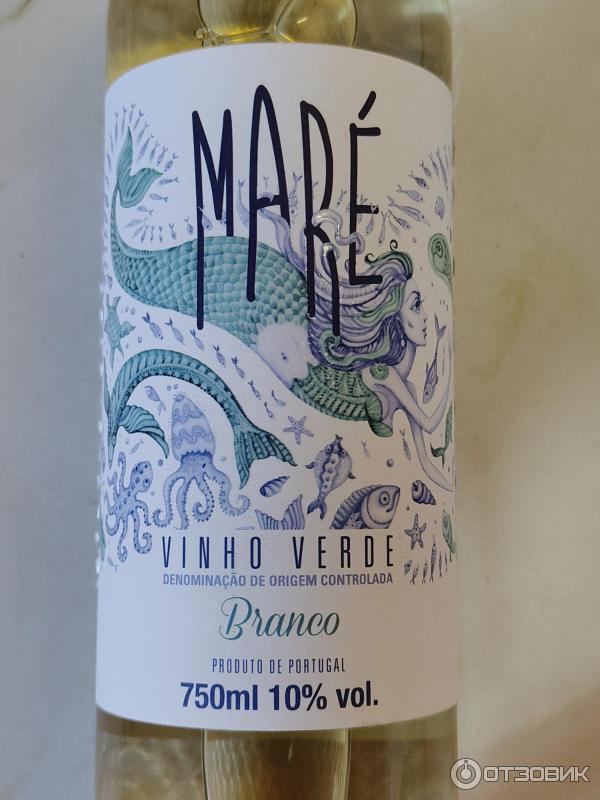 MARÉ
VINHO VERDE
DENOMINAÇÃO DE ORIGEM CONTROLADA
Branco
PRODUTO DE PORTUGAL
750ml 10% vol.
ОТЗОВИК